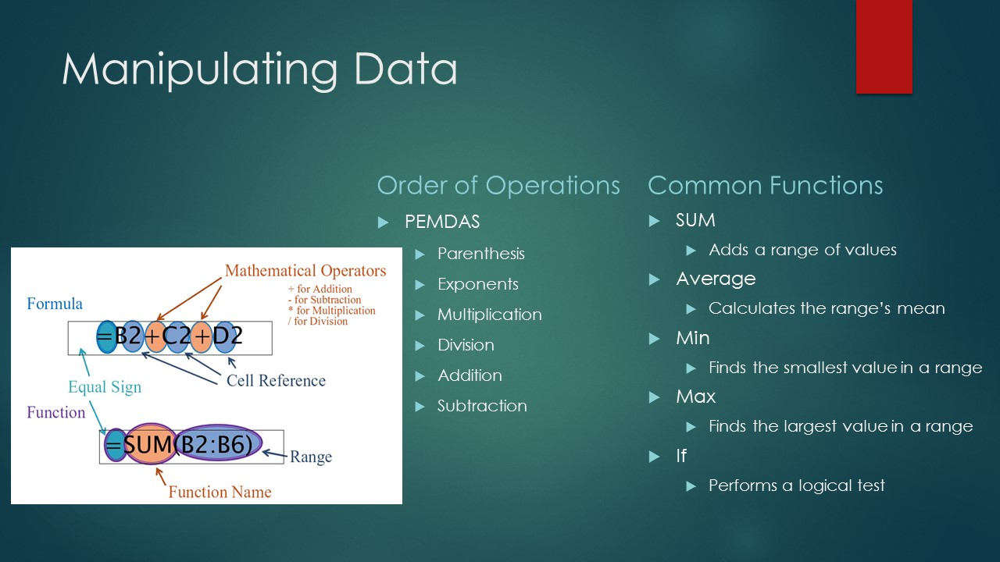 Manipulating Data
Mathematical Operators
+ for Addition
- for Subtraction
* for Multiplication
/ for Division
Formula
=B2+C2+D2
Cell Reference
Equal Sign
Function
=SUM(B2:B6)
Range
Function Name
Order of Operations
PEMDAS
Parenthesis
Exponents
Multiplication
Division
Addition
Subtraction
Common Functions
SUM
Adds a range of values
Average
Calculates the range’s mean
Min
Finds the smallest value in a range
Max
Finds the largest value in a range
If
Performs a logical test